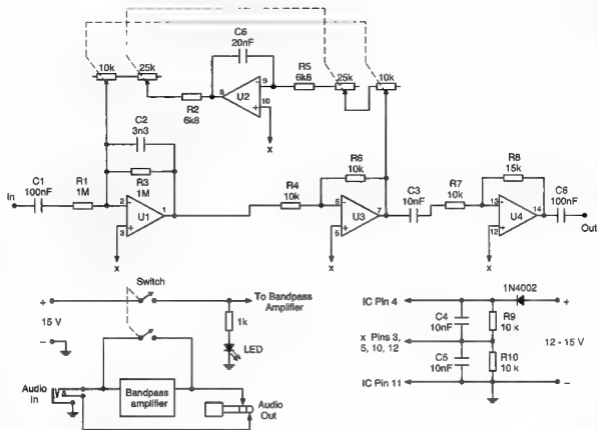 10k
25k
C6
20nF
8
U2
9
10
R5
6k8
25k
10k
R2
6k8
x
C2
3n3
C1
100nF
R1
1M
R3
1M
In
2
3
U1
1
x
R4
10k
R6
10k
6
5
U3
7
x
C3
10nF
R7
10k
R8
15k
13
12
U4
14
x
C6
100nF
Out
Switch
+
15 V
−
To Bandpass
Amplifier
1k
LED
Audio
In
Bandpass
amplifier
Audio
Out
1N4002
IC Pin 4
+
C4
10nF
R9
10 k
x Pins 3,
5, 10, 12
12 - 15 V
C5
10nF
R10
10 k
IC Pin 11
−